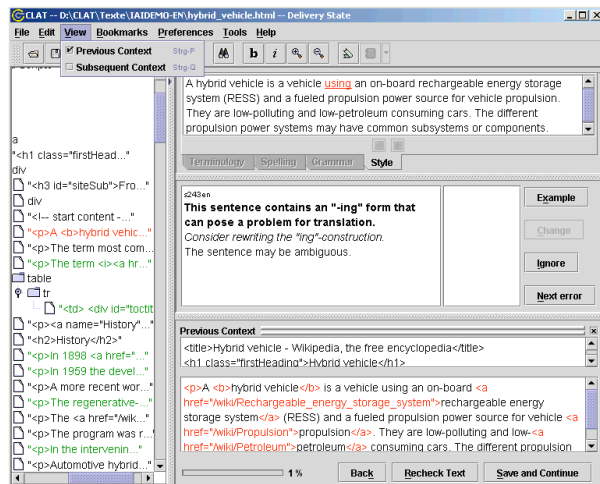 CLAT -- D:\CLAT\Texte\IAIDEMO-EN\hybrid_vehicle.html -- Delivery State
File Edit View Bookmarks Preferences Tools Help
Previous Context Strg-P
Subsequent Context Strg-Q
b i
a
"<h1 class="firstHead..."
div
"<h3 id="siteSub">Fro..."
div
"<!-- start content -..."
"<p>A <b>hybrid vehic..."
"<p>The term most com...
"<p>The term <i><a hr..."
table
tr
"<td> <div id="toctit
"<p><a name="History"...
"<h2>History</h2>"
"<p>In 1898 <a href="..."
"<p>In 1959 the devel..."
"<p>A more recent wor..."
"<p>The regenerative-...
"<p>The <a href="/wik...
"<p>The program was r...
"<p>In the intervenin..."
"<p>Automotive hybrid...
A hybrid vehicle is a vehicle using an on-board rechargeable energy storage
system (RESS) and a fueled propulsion power source for vehicle propulsion.
They are low-polluting and low-petroleum consuming cars. The different
propulsion power systems may have common subsystems or components.
Terminology Spelling Grammar Style
s243en
This sentence contains an "-ing" form that
can pose a problem for translation.
Consider rewriting the "ing"-construction.
The sentence may be ambiguous.
Example
Change
Ignore
Next error
Previous Context
<title>Hybrid vehicle - Wikipedia, the free encyclopedia</title>
<h1 class="firstHeading">Hybrid vehicle</h1>
<p>A <b>hybrid vehicle</b> is a vehicle using an on-board <a
href="/wiki/Rechargeable_energy_storage_system">rechargeable energy
storage system</a> (RESS) and a fueled propulsion power source for vehicle <a
href="/wiki/Propulsion">propulsion</a>. They are low-polluting and low-<a
href="/wiki/Petroleum">petroleum</a> consuming cars. The different propulsion
1 % Back Recheck Text Save and Continue